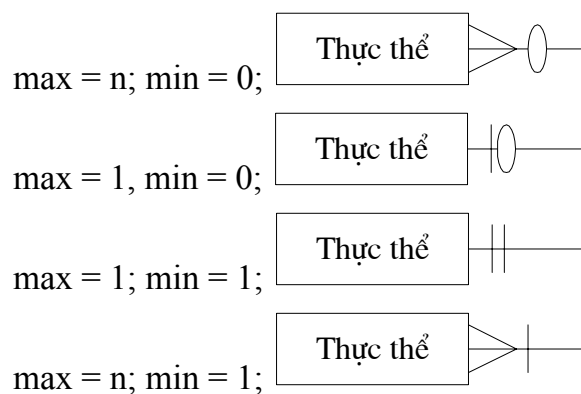 Thực thể
max = n; min = 0;
Thực thể
max = 1, min = 0;
Thực thể
max = 1; min = 1;
Thực thể
max = n; min = 1;